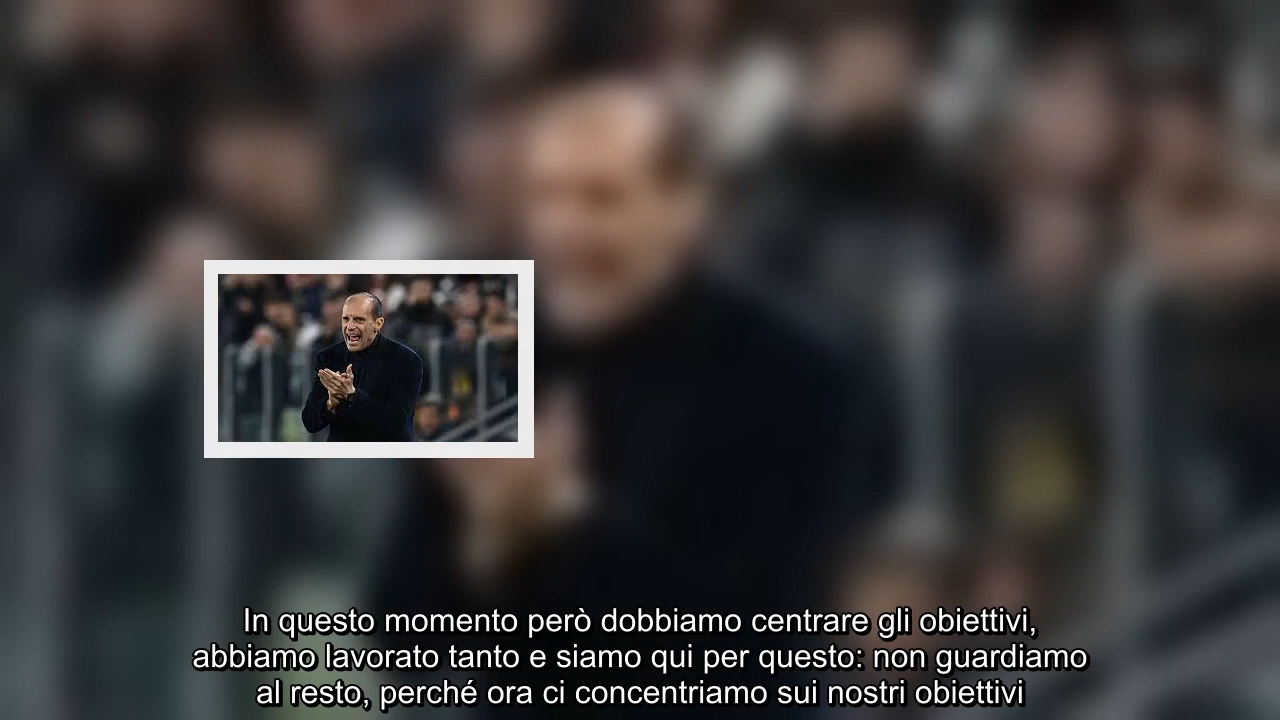 In questo momento però dobbiamo centrare gli obiettivi,
abbiamo lavorato tanto e siamo qui per questo: non guardiamo
al resto, perché ora ci concentriamo sui nostri obiettivi